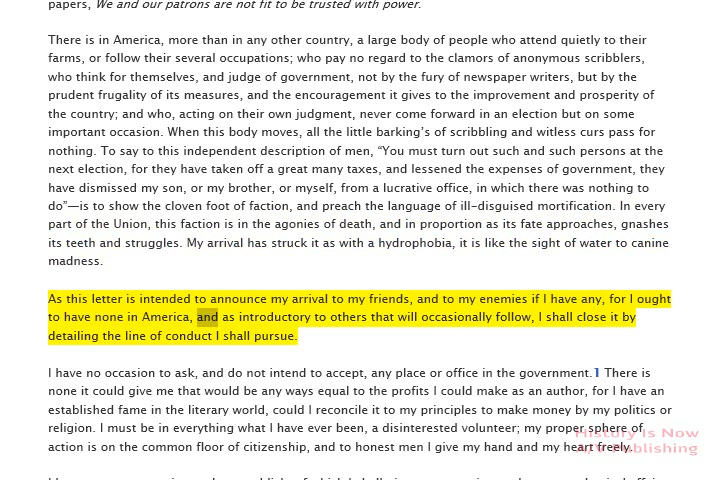 papers, We and our patrons are not fit to be trusted with power.
There is in America, more than in any other country, a large body of people who attend quietly to their
farms, or follow their several occupations; who pay no regard to the clamors of anonymous scribblers,
who think for themselves, and judge of government, not by the fury of newspaper writers, but by the
prudent frugality of its measures, and the encouragement it gives to the improvement and prosperity of
the country; and who, acting on their own judgment, never come forward in an election but on some
important occasion. When this body moves, all the little barking's of scribbling and witless curs pass for
nothing. To say to this independent description of men, “You must turn out such and such persons at the
next election, for they have taken off a great many taxes, and lessened the expenses of government, they
have dismissed my son, or my brother, or myself, from a lucrative office, in which there was nothing to
do”—is to show the cloven foot of faction, and preach the language of ill-disguised mortification. In every
part of the Union, this faction is in the agonies of death, and in proportion as its fate approaches, gnashes
its teeth and struggles. My arrival has struck it as with a hydrophobia, it is like the sight of water to canine
madness.
As this letter is intended to announce my arrival to my friends, and to my enemies if I have any, for I ought
to have none in America, and as introductory to others that will occasionally follow, I shall close it by
detailing the line of conduct I shall pursue.
I have no occasion to ask, and do not intend to accept, any place or office in the government.1 There is
none it could give me that would be any ways equal to the profits I could make as an author, for I have an
established fame in the literary world, could I reconcile it to my principles to make money by my politics or
religion. I must be in everything what I have ever been, a disinterested volunteer; my proper sphere of
action is on the common floor of citizenship, and to honest men I give my hand and my heart freely.
History Is Now
Publishing